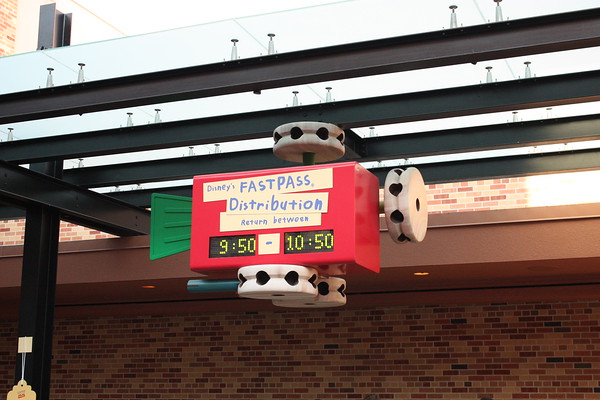 Disney's FASTPASS®
Distribution
Return between
9:50 - 10:50